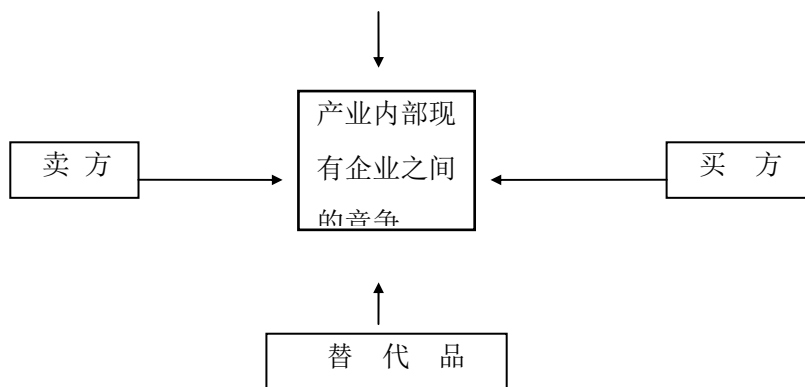 产业内部现
卖 方
有企业之间
买 方
的竞争
替 代 品